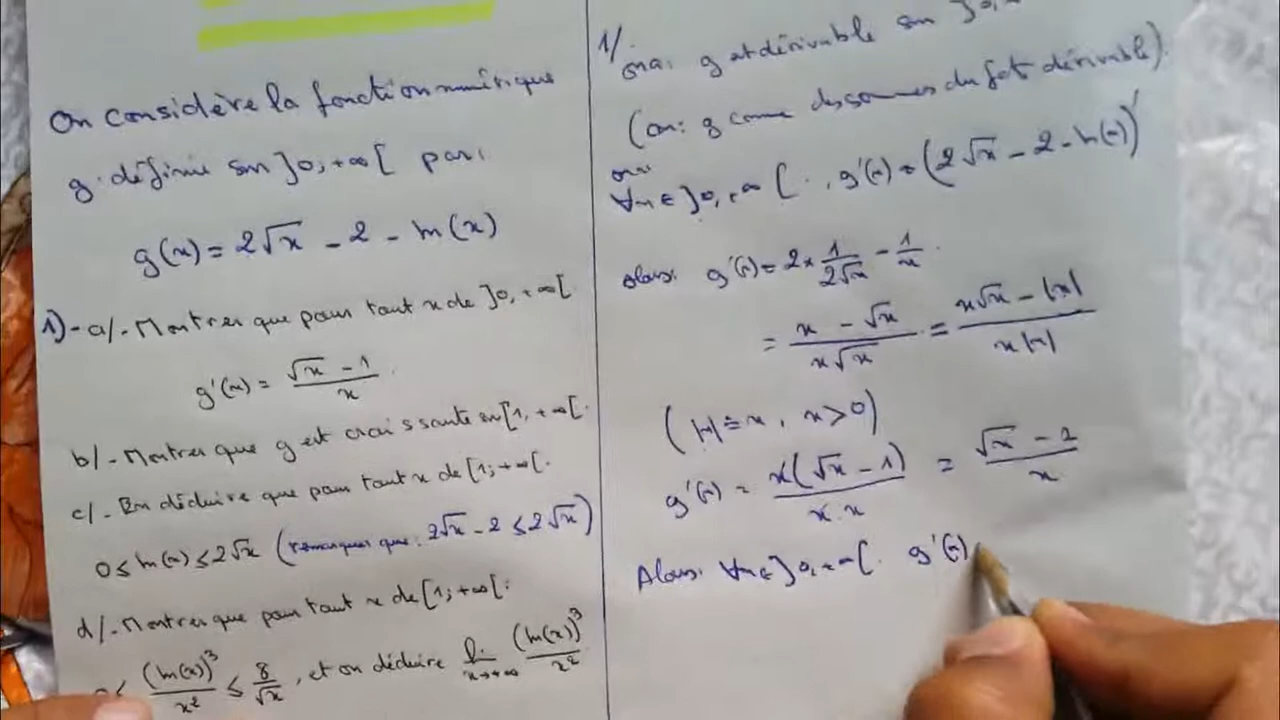 On considère la fonction numérique
g définie sur ]0,+∞[ par:
g(x) = 2√x - 2 - ln(x)
1)-a/- Montrer que pour tout x de ]0,+∞[
g'(x) = (√x - 1)/x
b/- Montrer que g est croissante sur [1,+∞[.
c/- En déduire que pour tout x de [1;+∞[.
0 ≤ ln(x) ≤ 2√x (remarquer que: 2√x - 2 ≤ 2√x)
d/- Montrer que pour tout x de [1;+∞[:
(ln(x))³/x² ≤ 8/√x, et on déduire lim x→+∞ (ln(x))³/x²
1/
ona: g est dérivable sur ]0,
(car: g comme des sommes du fct dérivable)
on a
∀x∈]0,+∞[ , g'(x) = (2√x - 2 - ln(x))'
alors: g'(x) = 2×1/(2√x) - 1/x
= (x - √x)/(x√x) = (x√x - |x|)/(x|x|)
(|x| = x, x>0)
g'(x) = x(√x - 1)/(x.x) = (√x - 1)/x
Alors: ∀x∈]0,+∞[. g'(x)